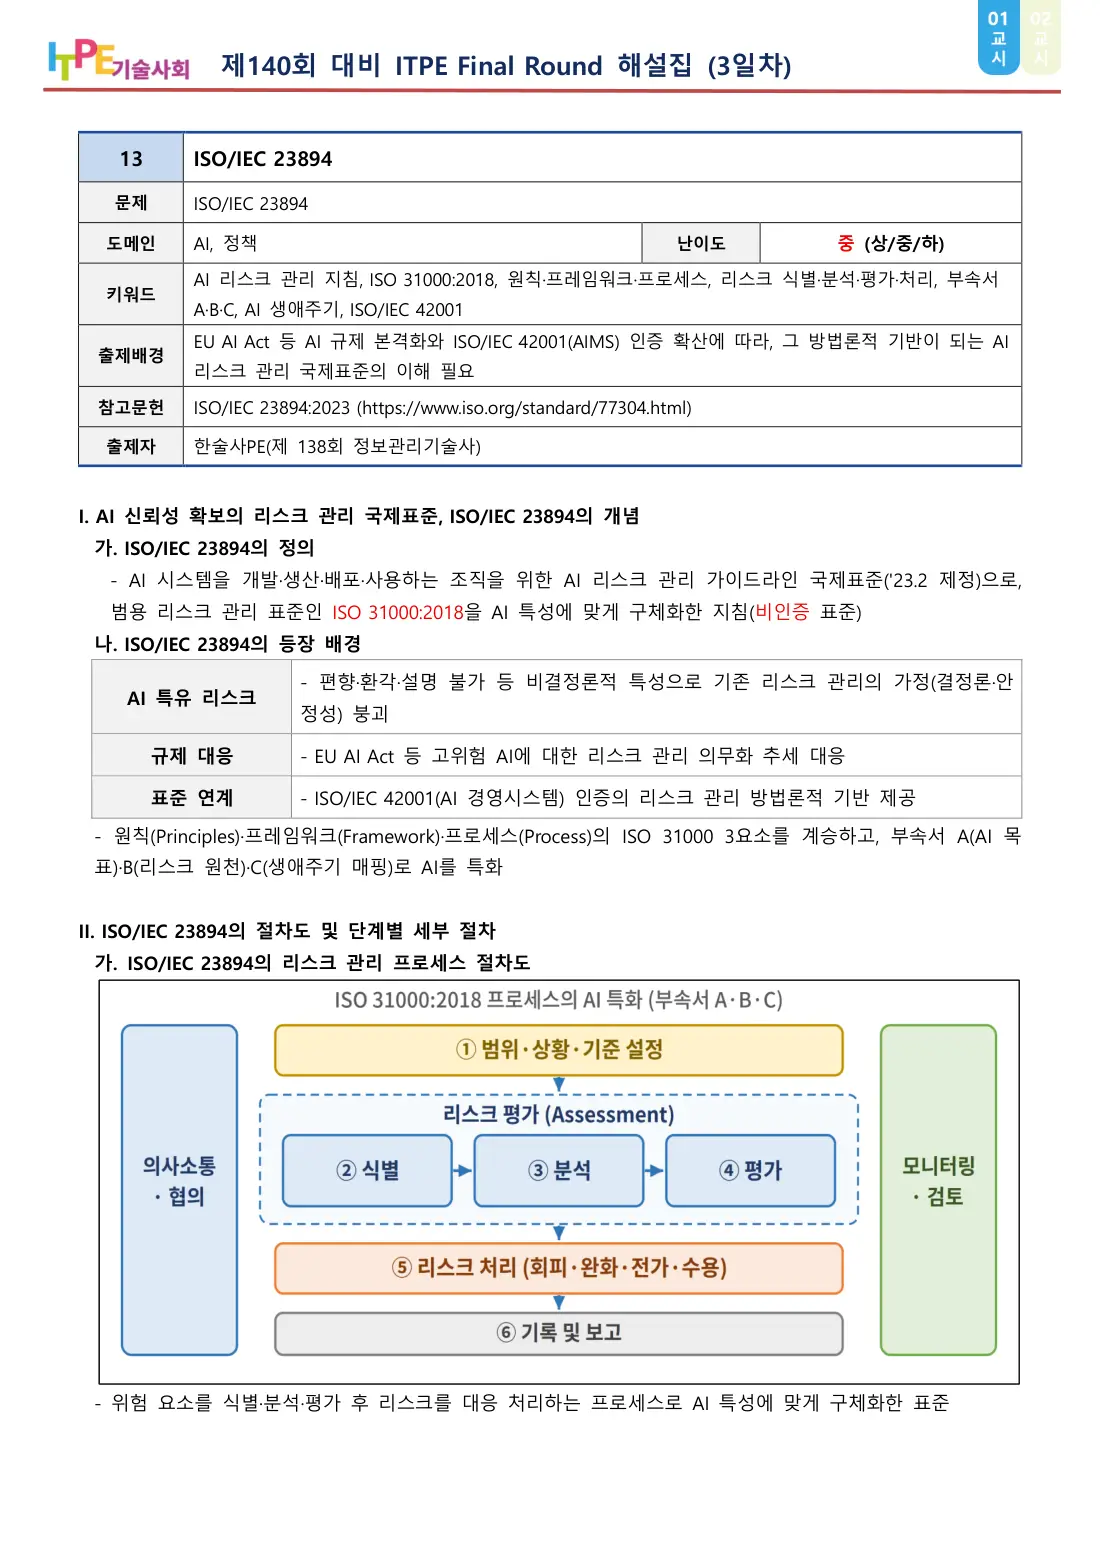 ITPE기술사회 제140회 대비 ITPE Final Round 해설집 (3일차)
01 교시
02 교시
13 ISO/IEC 23894
문제 ISO/IEC 23894
도메인 AI, 정책 난이도 중 (상/중/하)
키워드 AI 리스크 관리 지침, ISO 31000:2018, 원칙·프레임워크·프로세스, 리스크 식별·분석·평가·처리, 부속서
A·B·C, AI 생애주기, ISO/IEC 42001
출제배경 EU AI Act 등 AI 규제 본격화와 ISO/IEC 42001(AIMS) 인증 확산에 따라, 그 방법론적 기반이 되는 AI
리스크 관리 국제표준의 이해 필요
참고문헌 ISO/IEC 23894:2023 (https://www.iso.org/standard/77304.html)
출제자 한술사PE(제 138회 정보관리기술사)
I. AI 신뢰성 확보의 리스크 관리 국제표준, ISO/IEC 23894의 개념
가. ISO/IEC 23894의 정의
- AI 시스템을 개발·생산·배포·사용하는 조직을 위한 AI 리스크 관리 가이드라인 국제표준('23.2 제정)으로,
범용 리스크 관리 표준인 ISO 31000:2018을 AI 특성에 맞게 구체화한 지침(비인증 표준)
나. ISO/IEC 23894의 등장 배경
AI 특유 리스크 - 편향·환각·설명 불가 등 비결정론적 특성으로 기존 리스크 관리의 가정(결정론·안
정성) 붕괴
규제 대응 - EU AI Act 등 고위험 AI에 대한 리스크 관리 의무화 추세 대응
표준 연계 - ISO/IEC 42001(AI 경영시스템) 인증의 리스크 관리 방법론적 기반 제공
- 원칙(Principles)·프레임워크(Framework)·프로세스(Process)의 ISO 31000 3요소를 계승하고, 부속서 A(AI 목
표)·B(리스크 원천)·C(생애주기 매핑)로 AI를 특화
II. ISO/IEC 23894의 절차도 및 단계별 세부 절차
가. ISO/IEC 23894의 리스크 관리 프로세스 절차도
ISO 31000:2018 프로세스의 AI 특화 (부속서 A·B·C)
의사소통
· 협의
① 범위·상황·기준 설정
리스크 평가 (Assessment)
② 식별
③ 분석
④ 평가
⑤ 리스크 처리 (회피·완화·전가·수용)
⑥ 기록 및 보고
모니터링
· 검토
- 위험 요소를 식별·분석·평가 후 리스크를 대응 처리하는 프로세스로 AI 특성에 맞게 구체화한 표준